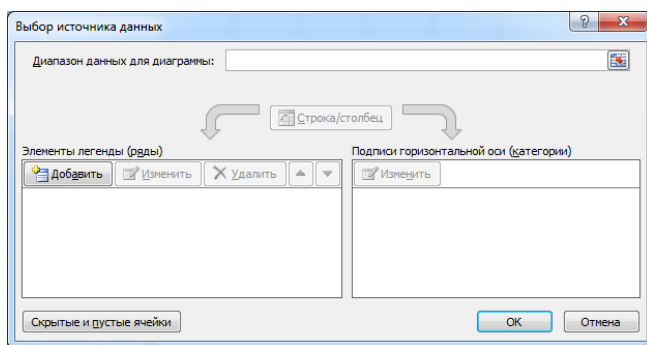 Выбор источника данных
Диапазон данных для диаграммы:
Строка/столбец
Элементы легенды (ряды)
Подписи горизонтальной оси (категории)
Добавить Изменить Удалить
Изменить
Скрытые и пустые ячейки
ОК Отмена